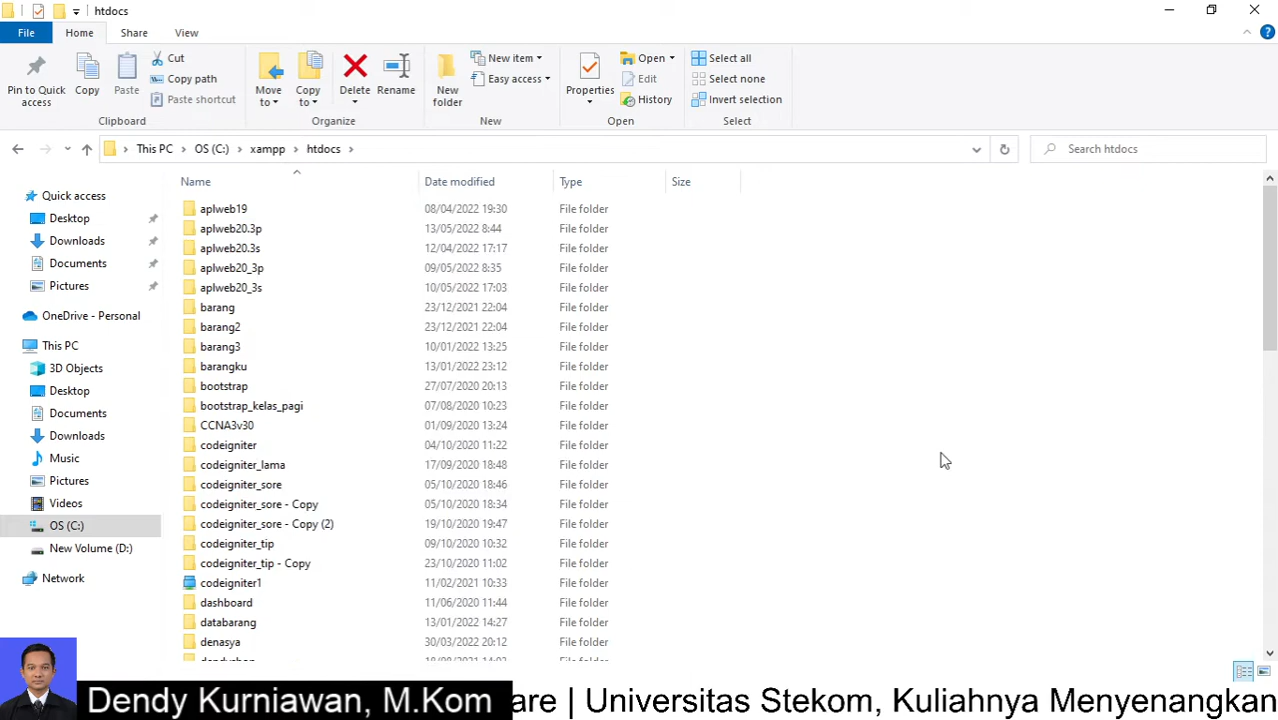 htdocs
File Home Share View
Pin to Quick access
Copy
Paste
Cut
Copy path
Paste shortcut
Clipboard
Move to
Copy to
Delete
Rename
Organize
New folder
New item
Easy access
New
Properties
Open
Edit
History
Open
Select all
Select none
Invert selection
Select
This PC > OS (C:) > xampp > htdocs >
Search htdocs
Quick access
Desktop
Downloads
Documents
Pictures
OneDrive - Personal
This PC
3D Objects
Desktop
Documents
Downloads
Music
Pictures
Videos
OS (C:)
New Volume (D:)
Network
Name Date modified Type Size
aplweb19 08/04/2022 19:30 File folder
aplweb20.3p 13/05/2022 8:44 File folder
aplweb20.3s 12/04/2022 17:17 File folder
aplweb20_3p 09/05/2022 8:35 File folder
aplweb20_3s 10/05/2022 17:03 File folder
barang 23/12/2021 22:04 File folder
barang2 23/12/2021 22:04 File folder
barang3 10/01/2022 13:25 File folder
barangku 13/01/2022 23:12 File folder
bootstrap 27/07/2020 20:13 File folder
bootstrap_kelas_pagi 07/08/2020 10:23 File folder
CCNA3v30 01/09/2020 13:24 File folder
codeigniter 04/10/2020 11:22 File folder
codeigniter_lama 17/09/2020 18:48 File folder
codeigniter_sore 05/10/2020 18:46 File folder
codeigniter_sore - Copy 05/10/2020 18:34 File folder
codeigniter_sore - Copy (2) 19/10/2020 19:47 File folder
codeigniter_tip 09/10/2020 10:32 File folder
codeigniter_tip - Copy 23/10/2020 11:02 File folder
codeigniter1 11/02/2021 10:33 File folder
dashboard 11/06/2020 11:44 File folder
databarang 13/01/2022 14:27 File folder
denasya 30/03/2022 20:12 File folder
Dendy Kurniawan, M.Kom
are | Universitas Stekom, Kuliahnya Menyenangkan